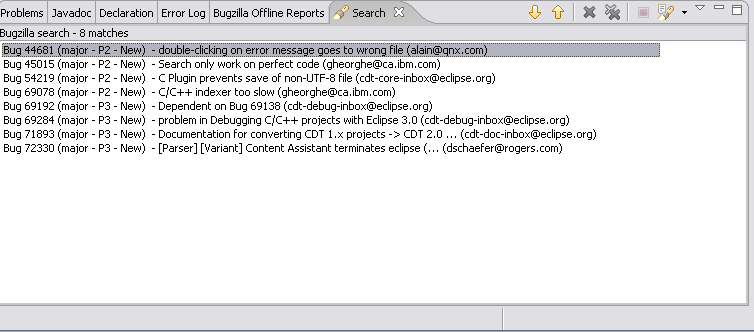 Problems Javadoc Declaration Error Log Bugzilla Offline Reports Search
Bugzilla search - 8 matches
Bug 44681 (major - P2 - New) - double-clicking on error message goes to wrong file (alain@qnx.com)
Bug 45015 (major - P2 - New) - Search only work on perfect code (gheorghe@ca.ibm.com)
Bug 54219 (major - P2 - New) - C Plugin prevents save of non-UTF-8 file (cdt-core-inbox@eclipse.org)
Bug 69078 (major - P2 - New) - C/C++ indexer too slow (gheorghe@ca.ibm.com)
Bug 69192 (major - P3 - New) - Dependent on Bug 69138 (cdt-debug-inbox@eclipse.org)
Bug 69284 (major - P3 - New) - problem in Debugging C/C++ projects with Eclipse 3.0 (cdt-debug-inbox@eclipse.org)
Bug 71893 (major - P3 - New) - Documentation for converting CDT 1.x projects -> CDT 2.0 ... (cdt-doc-inbox@eclipse.org)
Bug 72330 (major - P3 - New) - [Parser] [Variant] Content Assistant terminates eclipse (... (dschaefer@rogers.com)